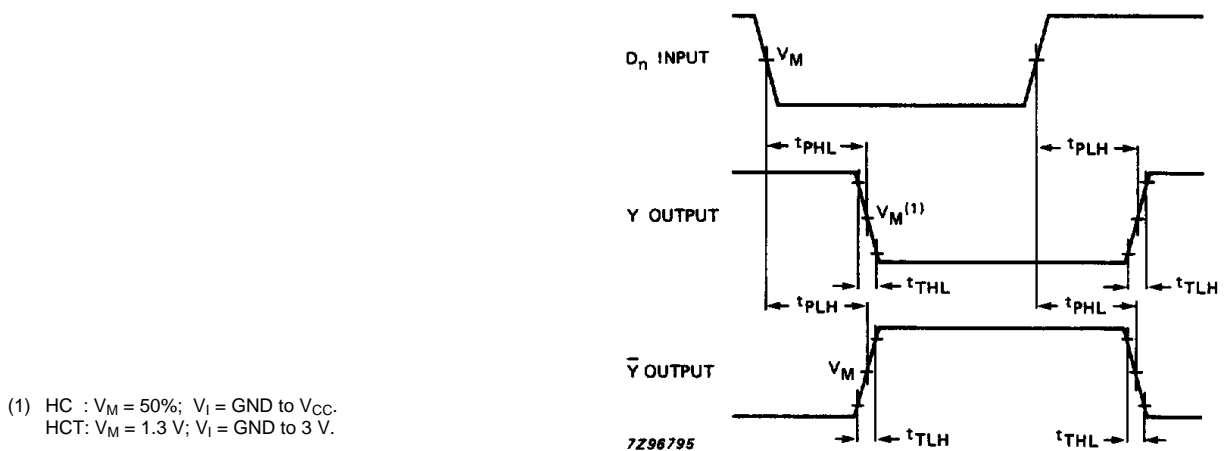 Dn INPUT
VM
tPHL
tPLH
Y OUTPUT
VM(1)
tTHL
tTLH
tPLH
tPHL
Y̅ OUTPUT
VM
tTLH
tTHL
7Z96795
(1) HC : VM = 50%; VI = GND to VCC.
HCT: VM = 1.3 V; VI = GND to 3 V.